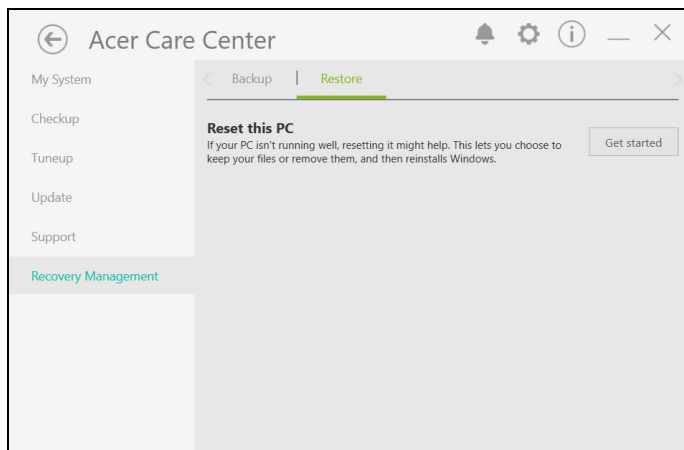 Acer Care Center
My System
Checkup
Tuneup
Update
Support
Recovery Management
Backup
Restore
Reset this PC
If your PC isn't running well, resetting it might help. This lets you choose to
keep your files or remove them, and then reinstalls Windows.
Get started